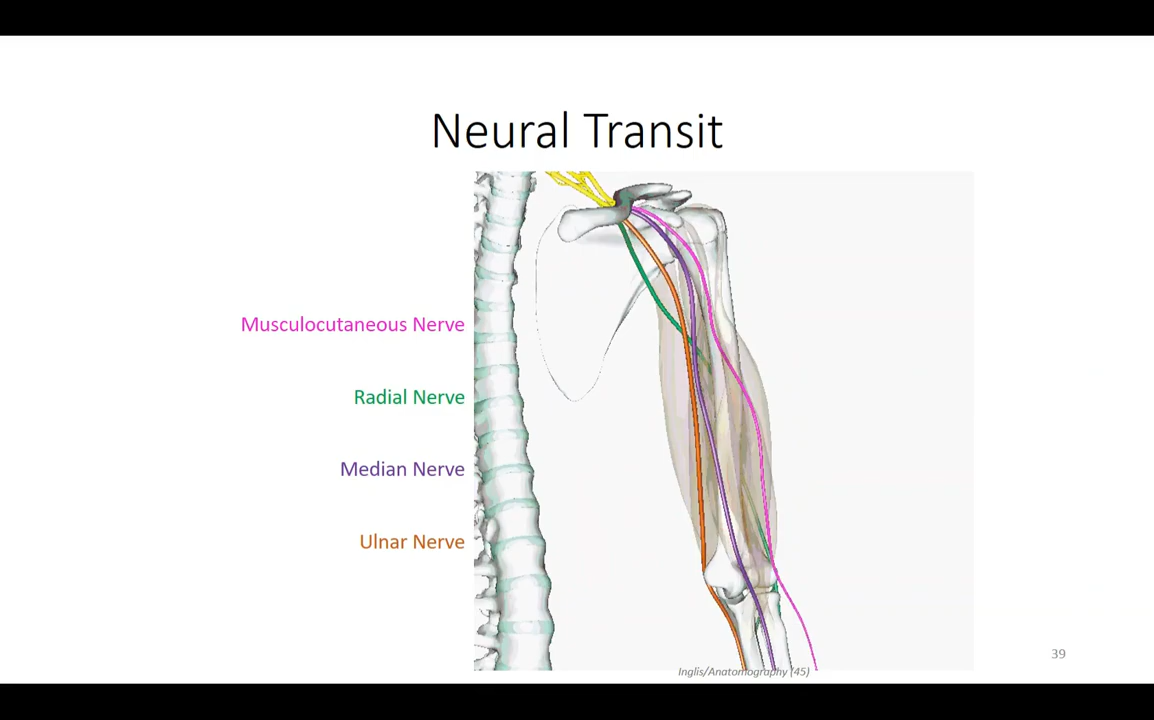 Neural Transit
Musculocutaneous Nerve
Radial Nerve
Median Nerve
Ulnar Nerve
39
Inglis/Anatomography (45)